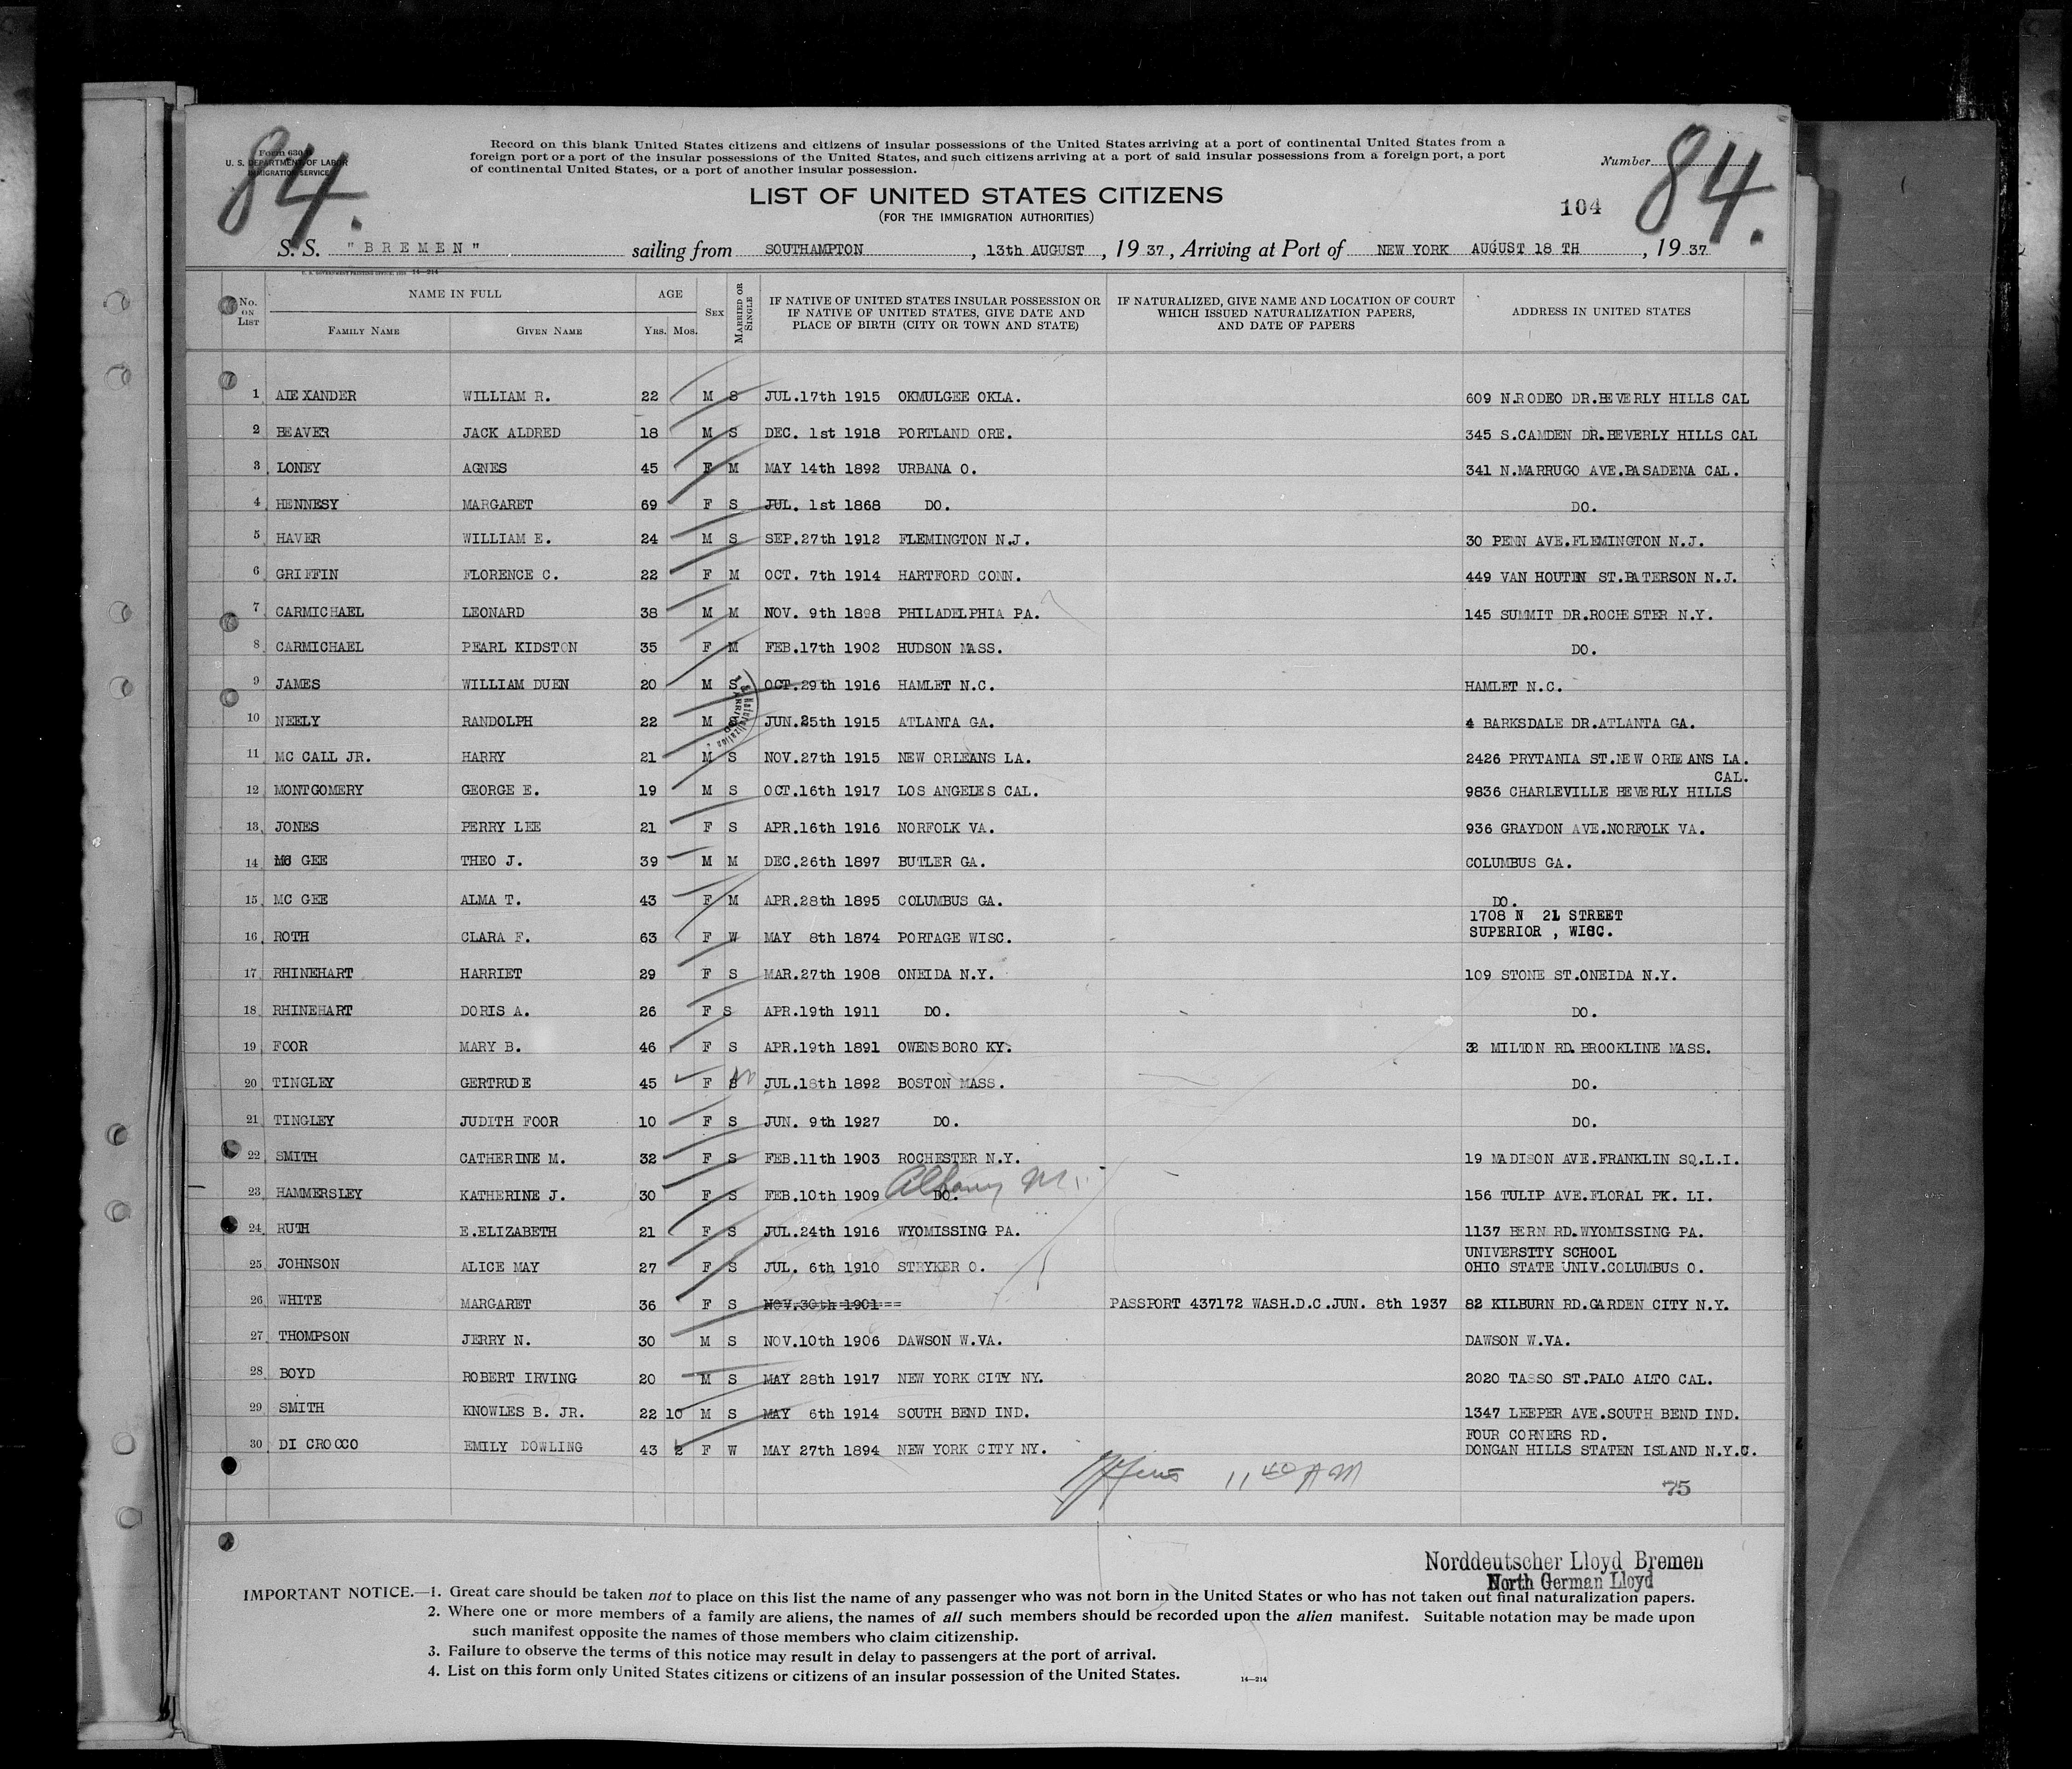 84.
84.
Form 630
U. S. DEPARTMENT OF LABOR
IMMIGRATION SERVICE
Record on this blank United States citizens and citizens of insular possessions of the United States arriving at a port of continental United States from a
foreign port or a port of the insular possessions of the United States, and such citizens arriving at a port of said insular possessions from a foreign port, a port
of continental United States, or a port of another insular possession.
Number
LIST OF UNITED STATES CITIZENS
(FOR THE IMMIGRATION AUTHORITIES)
104
S. S. "BREMEN" sailing from SOUTHAMPTON, 13th AUGUST, 1937, Arriving at Port of NEW YORK AUGUST 18 TH, 1937
U. S. GOVERNMENT PRINTING OFFICE 14—214
No. ON LIST NAME IN FULL AGE SEX MARRIED OR SINGLE IF NATIVE OF UNITED STATES INSULAR POSSESSION OR IF NATIVE OF UNITED STATES, GIVE DATE AND PLACE OF BIRTH (CITY OR TOWN AND STATE) IF NATURALIZED, GIVE NAME AND LOCATION OF COURT WHICH ISSUED NATURALIZATION PAPERS, AND DATE OF PAPERS ADDRESS IN UNITED STATES
FAMILY NAME GIVEN NAME YRS. MOS.
1 ALEXANDER WILLIAM R. 22 M S JUL.17th 1915 OKMULGEE OKLA. 609 N.RODEO DR.BEVERLY HILLS CAL
2 BEAVER JACK ALDRED 18 M S DEC. 1st 1918 PORTLAND ORE. 345 S.CAMDEN DR.BEVERLY HILLS CAL
3 LONEY AGNES 45 F M MAY 14th 1892 URBANA O. 341 N.MARRUGO AVE.PASADENA CAL.
4 HENNESY MARGARET 69 F S JUL. 1st 1868 DO. DO.
5 HAVER WILLIAM E. 24 M S SEP.27th 1912 FLEMINGTON N.J. 30 PENN AVE.FLEMINGTON N.J.
6 GRIFFIN FLORENCE C. 22 F M OCT. 7th 1914 HARTFORD CONN. 449 VAN HOUTEN ST.PATERSON N.J.
7 CARMICHAEL LEONARD 38 M M NOV. 9th 1898 PHILADELPHIA PA. 145 SUMMIT DR.ROCHESTER N.Y.
8 CARMICHAEL PEARL KIDSTON 35 F M FEB.17th 1902 HUDSON MASS. DO.
9 JAMES WILLIAM DUEN 20 M S OCT.29th 1916 HAMLET N.C. HAMLET N.C.
10 NEELY RANDOLPH 22 M S JUN.25th 1915 ATLANTA GA. 4 BARKSDALE DR.ATLANTA GA.
11 MC CALL JR. HARRY 21 M S NOV.27th 1915 NEW ORLEANS LA. 2426 PRYTANIA ST.NEW ORLEANS LA.
CAL.
12 MONTGOMERY GEORGE E. 19 M S OCT.16th 1917 LOS ANGELES CAL. 9836 CHARLEVILLE BEVERLY HILLS
13 JONES PERRY LEE 21 F S APR.16th 1916 NORFOLK VA. 936 GRAYDON AVE.NORFOLK VA.
14 MC GEE THEO J. 39 M M DEC.26th 1897 BUTLER GA. COLUMBUS GA.
15 MC GEE ALMA T. 43 F M APR.28th 1895 COLUMBUS GA. DO.
1708 N 21 STREET
16 ROTH CLARA F. 63 F W MAY 8th 1874 PORTAGE WISC. SUPERIOR , WISC.
17 RHINEHART HARRIET 29 F S MAR.27th 1908 ONEIDA N.Y. 109 STONE ST.ONEIDA N.Y.
18 RHINEHART DORIS A. 26 F S APR.19th 1911 DO. DO.
19 FOOR MARY B. 46 F S APR.19th 1891 OWENSBORO KY. MILTON RD.BROOKLINE MASS.
20 TINGLEY GERTRUDE 45 F S M JUL.18th 1892 BOSTON MASS. DO.
21 TINGLEY JUDITH FOOR 10 F S JUN. 9th 1927 DO. DO.
22 SMITH CATHERINE M. 32 F S FEB.11th 1903 ROCHESTER N.Y. 19 MADISON AVE.FRANKLIN SQ.L.I.
23 HAMMERSLEY KATHERINE J. 30 F S FEB.10th 1909 DO. Albany 156 TULIP AVE.FLORAL PK. LI.
24 RUTH E.ELIZABETH 21 F S JUL.24th 1916 WYOMISSING PA. 1137 BERN RD.WYOMISSING PA.
UNIVERSITY SCHOOL
25 JOHNSON ALICE MAY 27 F S JUL. 6th 1910 STRYKER O. OHIO STATE UNIV.COLUMBUS O.
26 WHITE MARGARET 36 F S NOV.30th 1901 PASSPORT 437172 WASH.D.C.JUN. 8th 1937 82 KILBURN RD.GARDEN CITY N.Y.
27 THOMPSON JERRY N. 30 M S NOV.10th 1906 DAWSON W.VA. DAWSON W.VA.
28 BOYD ROBERT IRVING 20 M S MAY 28th 1917 NEW YORK CITY NY. 2020 TASSO ST.PALO ALTO CAL.
29 SMITH KNOWLES B. JR. 22 10 M S MAY 6th 1914 SOUTH BEND IND. 1347 LEEPER AVE.SOUTH BEND IND.
FOUR CORNERS RD.
30 DI CROCCO EMILY DOWLING 43 2 F W MAY 27th 1894 NEW YORK CITY NY. DONGAN HILLS STATEN ISLAND N.Y.C.
11 40 AM
75
Norddeutscher Lloyd Bremen
North German Lloyd
IMPORTANT NOTICE.—1. Great care should be taken not to place on this list the name of any passenger who was not born in the United States or who has not taken out final naturalization papers.
2. Where one or more members of a family are aliens, the names of all such members should be recorded upon the alien manifest. Suitable notation may be made upon
such manifest opposite the names of those members who claim citizenship.
3. Failure to observe the terms of this notice may result in delay to passengers at the port of arrival.
4. List on this form only United States citizens or citizens of an insular possession of the United States.
14—214